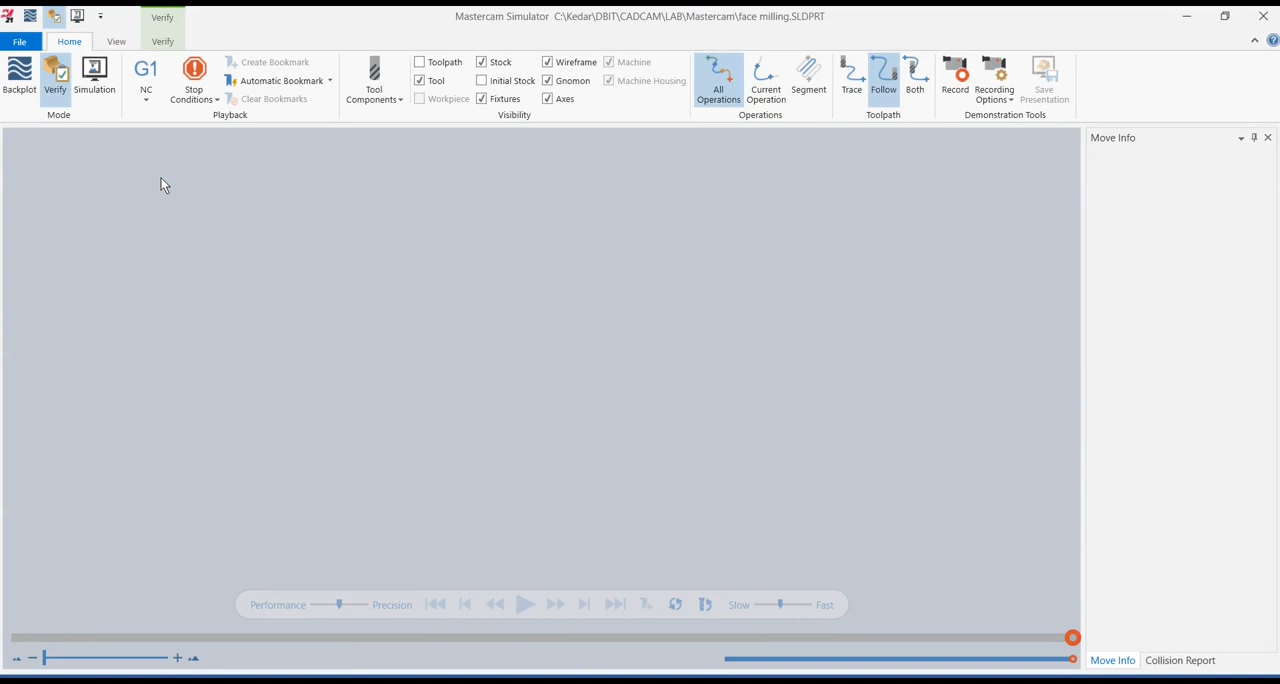 Verify
Mastercam Simulator C:\Kedar\DBIT\CADCAM\LAB\Mastercam\face milling.SLDPRT
File Home View Verify
Backplot Verify Simulation
Mode
G1
NC
Stop Conditions
Create Bookmark
Automatic Bookmark
Clear Bookmarks
Playback
Tool Components
Toolpath Stock Wireframe Machine
Tool Initial Stock Gnomon Machine Housing
Workpiece Fixtures Axes
Visibility
All Operations
Current Operation
Segment
Operations
Trace Follow Both
Toolpath
Record
Recording Options
Save Presentation
Demonstration Tools
Move Info
Performance Precision Slow Fast
Move Info Collision Report